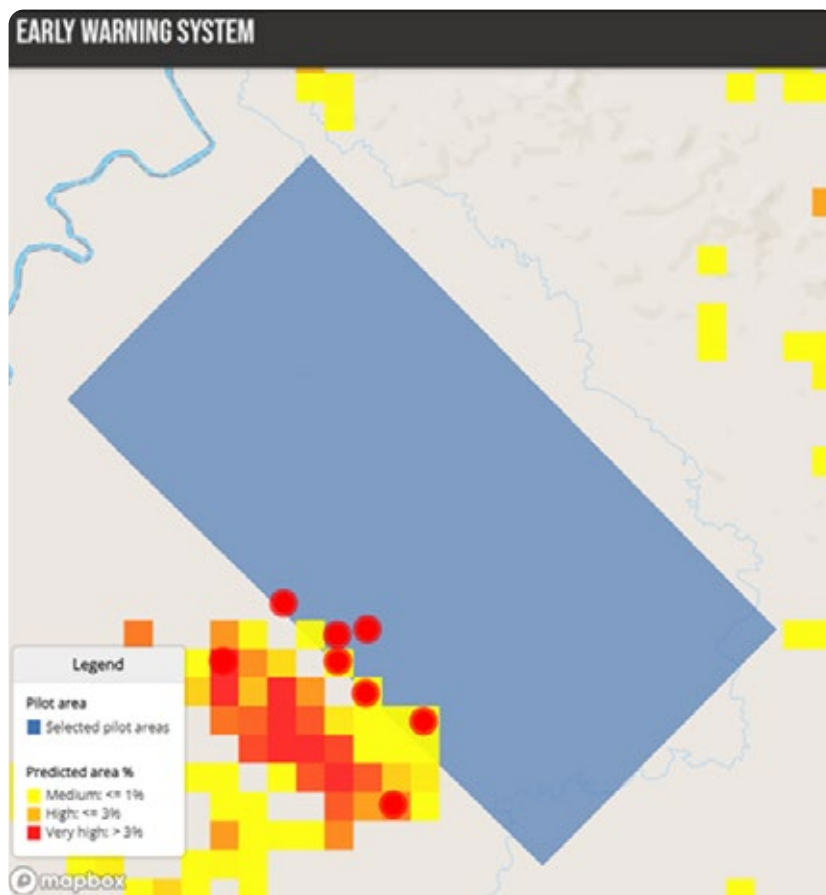 EARLY WARNING SYSTEM
Legend
Pilot area
Selected pilot areas
Predicted area %
Medium: <= 1%
High: <= 3%
Very high: > 3%
mapbox